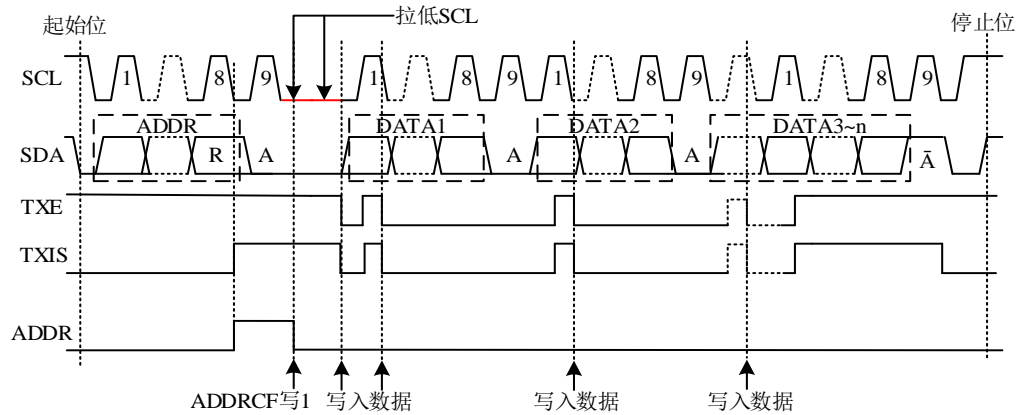 拉低SCL
起始位
停止位
SCL 1 8 9 1 8 9 1 8 9 1 8 9
ADDR DATA1 DATA2 DATA3~n
SDA R A A A Ā
TXE
TXIS
ADDR
ADDRCF写1 写入数据 写入数据 写入数据